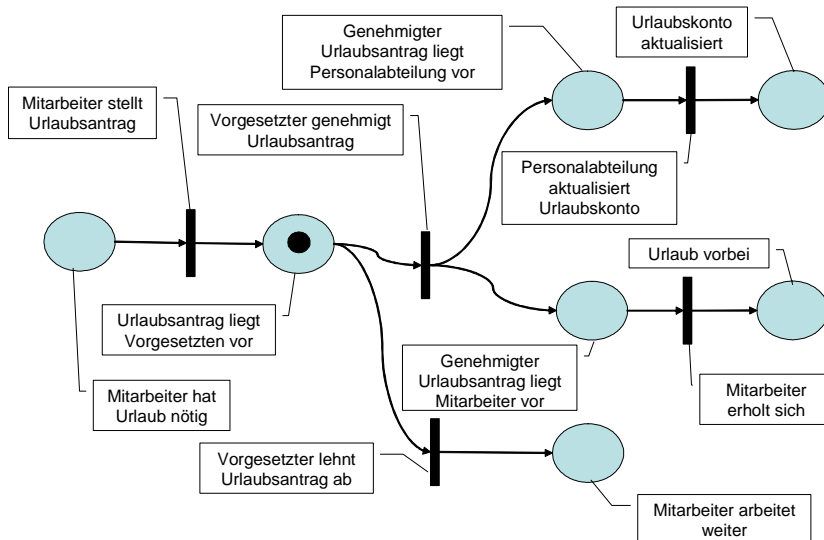 Genehmigter
Urlaubsantrag liegt
Personalabteilung vor
Urlaubskonto
aktualisiert
Mitarbeiter stellt
Urlaubsantrag
Vorgesetzter genehmigt
Urlaubsantrag
Personalabteilung
aktualisiert
Urlaubskonto
Urlaub vorbei
Urlaubsantrag liegt
Vorgesetzten vor
Genehmigter
Urlaubsantrag liegt
Mitarbeiter vor
Mitarbeiter hat
Urlaub nötig
Mitarbeiter
erholt sich
Vorgesetzter lehnt
Urlaubsantrag ab
Mitarbeiter arbeitet
weiter